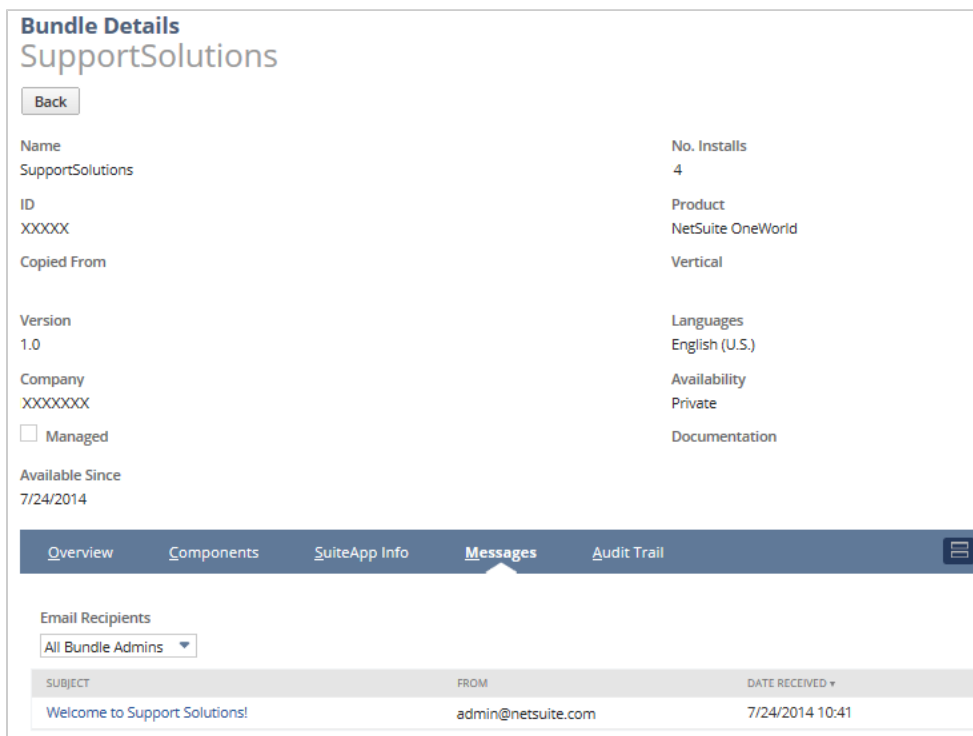 Bundle Details
SupportSolutions
Back
Name
SupportSolutions
No. Installs
4
ID
XXXXX
Product
NetSuite OneWorld
Copied From
Vertical
Version
1.0
Languages
English (U.S.)
Company
XXXXXXX
Availability
Private
Managed
Documentation
Available Since
7/24/2014
Overview Components SuiteApp Info Messages Audit Trail
Email Recipients
All Bundle Admins
SUBJECT FROM DATE RECEIVED
Welcome to Support Solutions! admin@netsuite.com 7/24/2014 10:41